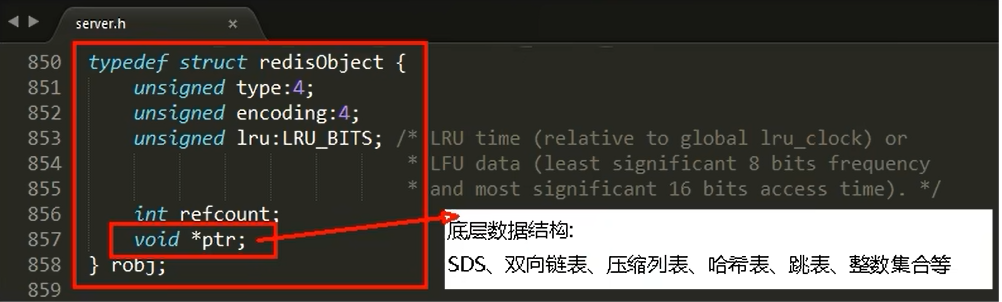 server.h ×
850 typedef struct redisObject {
851 unsigned type:4;
852 unsigned encoding:4;
853 unsigned lru:LRU_BITS; /* LRU time (relative to global lru_clock) or
854 * LFU data (least significant 8 bits frequency
855 * and most significant 16 bits access time). */
856 int refcount;
857 void *ptr;
858 } robj;
859
底层数据结构:
SDS、双向链表、压缩列表、哈希表、跳表、整数集合等